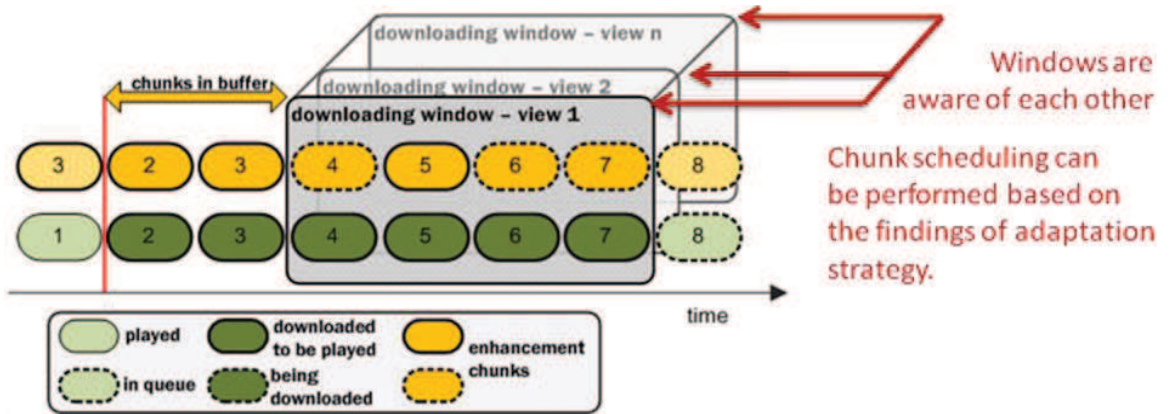 downloading window – view n
downloading window – view 2
chunks in buffer
downloading window – view 1
Windows are
aware of each other
3 2 3 4 5 6 7 8
1 2 3 4 5 6 7 8
Chunk scheduling can
be performed based on
the findings of adaptation
strategy.
time
played
downloaded
to be played
enhancement
chunks
in queue
being
downloaded